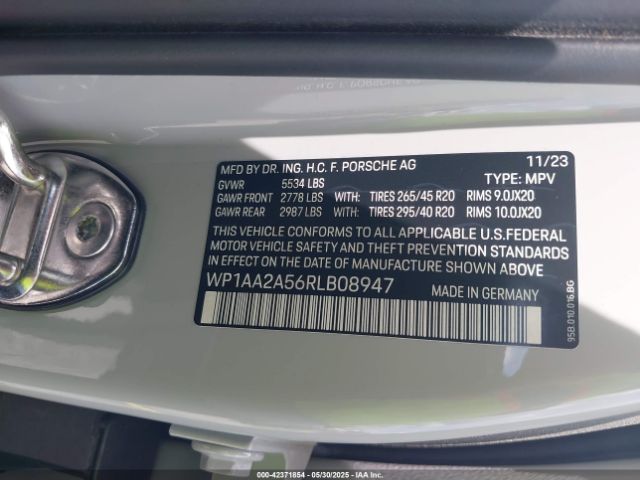 MFD BY DR. ING. H.C. F. PORSCHE AG 11/23
GVWR 5534 LBS TYPE: MPV
GAWR FRONT 2778 LBS WITH: TIRES 265/45 R20 RIMS 9.0JX20
GAWR REAR 2987 LBS WITH: TIRES 295/40 R20 RIMS 10.0JX20
THIS VEHICLE CONFORMS TO ALL APPLICABLE U.S.FEDERAL
MOTOR VEHICLE SAFETY AND THEFT PREVENTION STANDARDS
IN EFFECT ON THE DATE OF MANUFACTURE SHOWN ABOVE
WP1AA2A56RLB08947 MADE IN GERMANY
95B.010.016.BG
000-42371854 05/30/2025 IAAI.COM